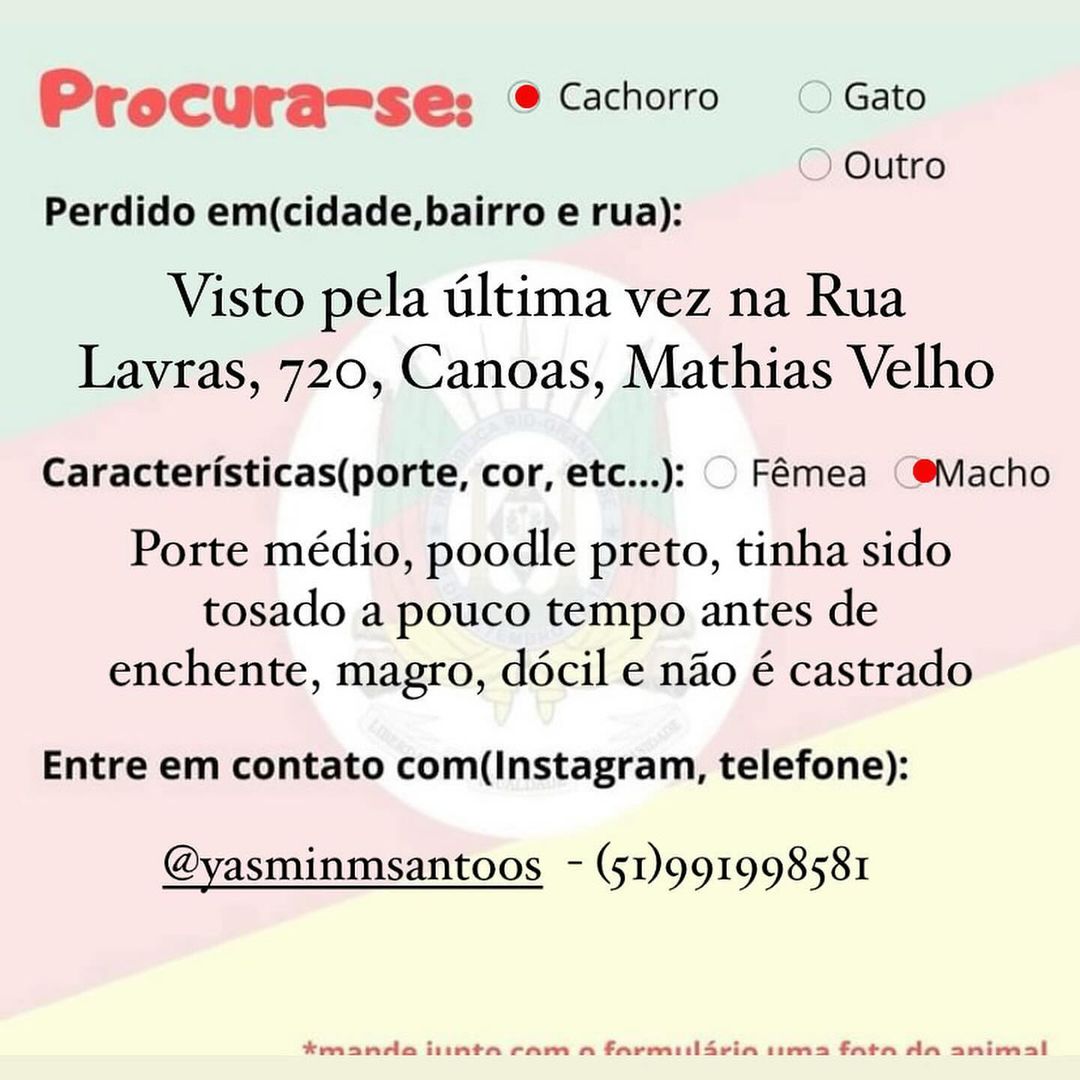 Procura-se: Cachorro Gato
Outro
Perdido em(cidade,bairro e rua):
Visto pela última vez na Rua
Lavras, 720, Canoas, Mathias Velho
Características(porte, cor, etc...): Fêmea Macho
Porte médio, poodle preto, tinha sido
tosado a pouco tempo antes de
enchente, magro, dócil e não é castrado
Entre em contato com(Instagram, telefone):
@yasminmsantoos - (51)991998581
*mande junto com o formulário uma foto do animal